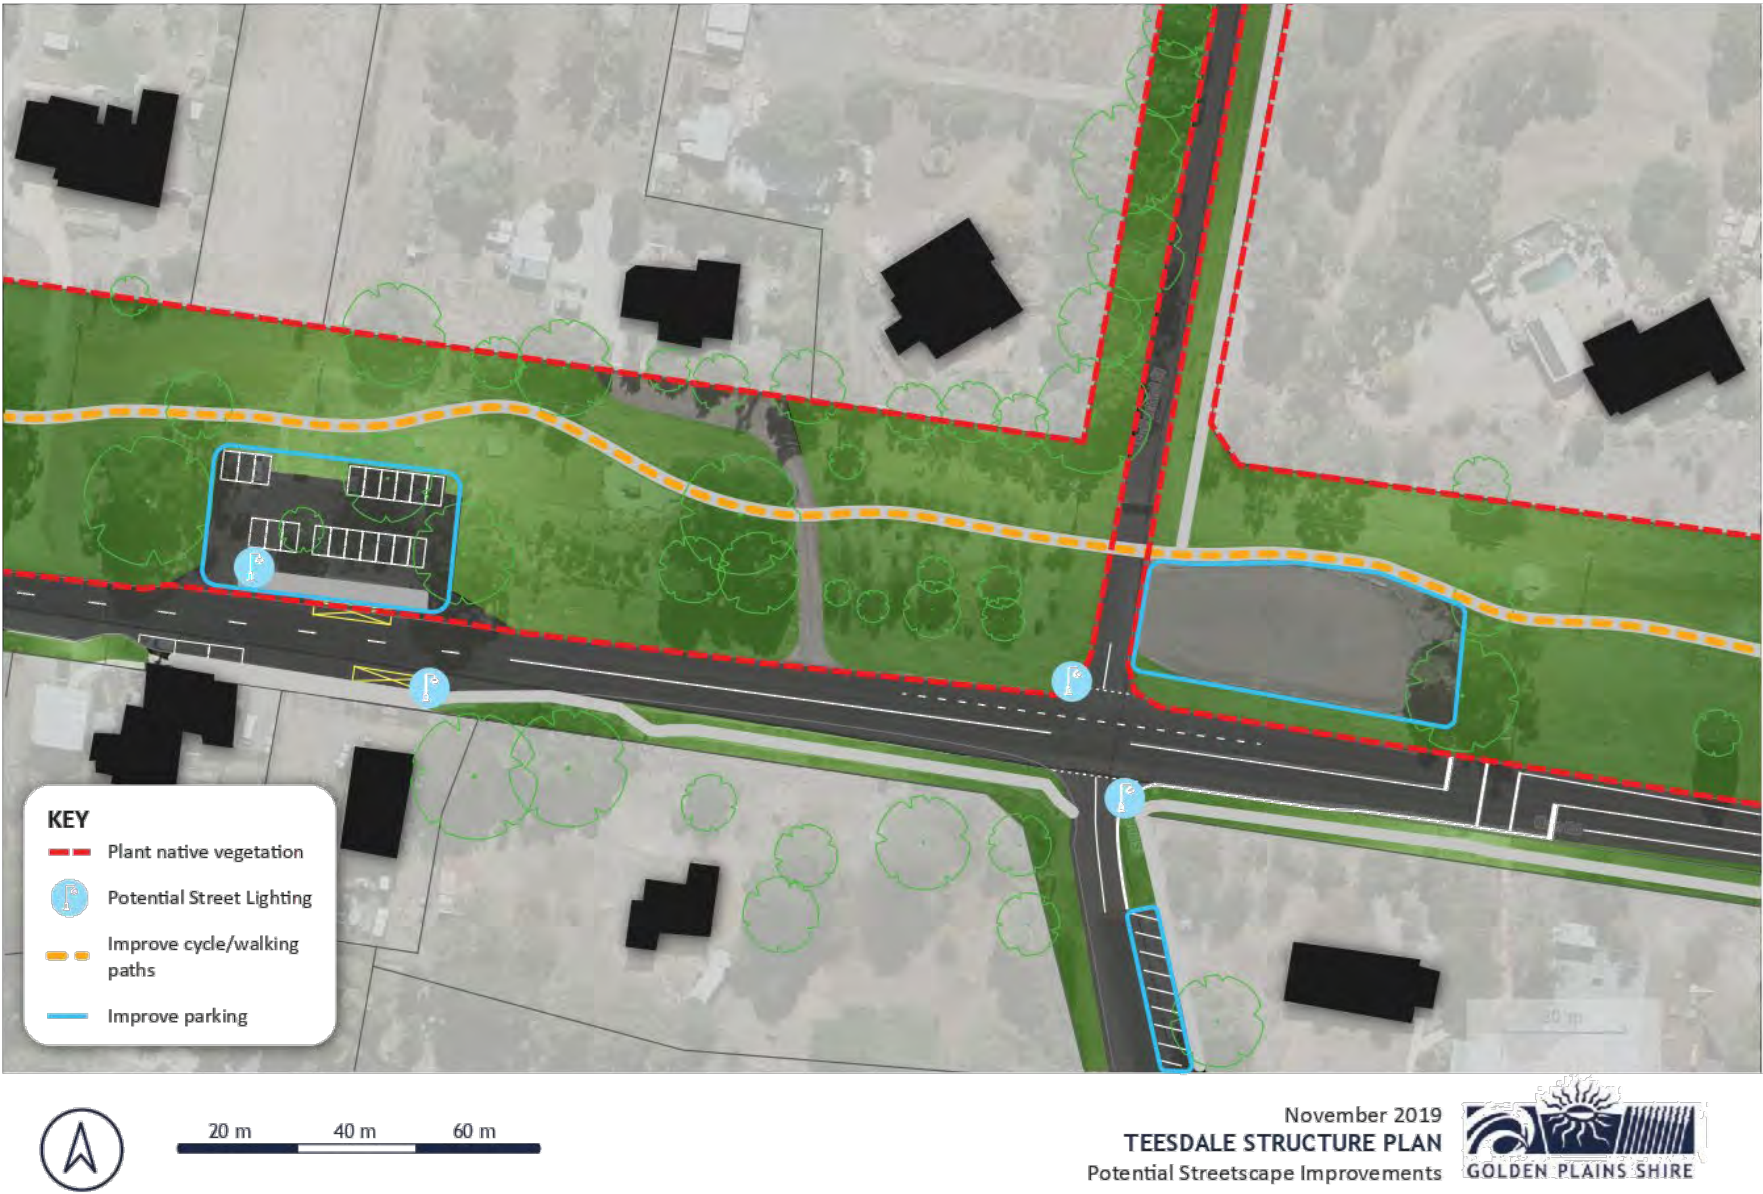 KEY
Plant native vegetation
Potential Street Lighting
Improve cycle/walking
paths
Improve parking
30 m
20 m
40 m
60 m
November 2019
TEESDALE STRUCTURE PLAN
Potential Streetscape Improvements
GOLDEN PLAINS SHIRE